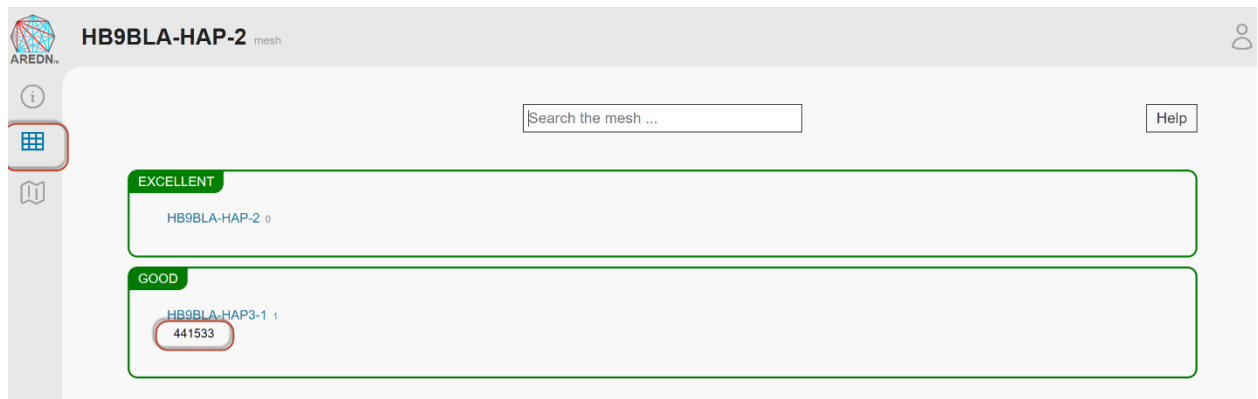 HB9BLA-HAP-2 mesh
AREDN™
Search the mesh ...
Help
EXCELLENT
HB9BLA-HAP-2 0
GOOD
HB9BLA-HAP3-1 1
441533